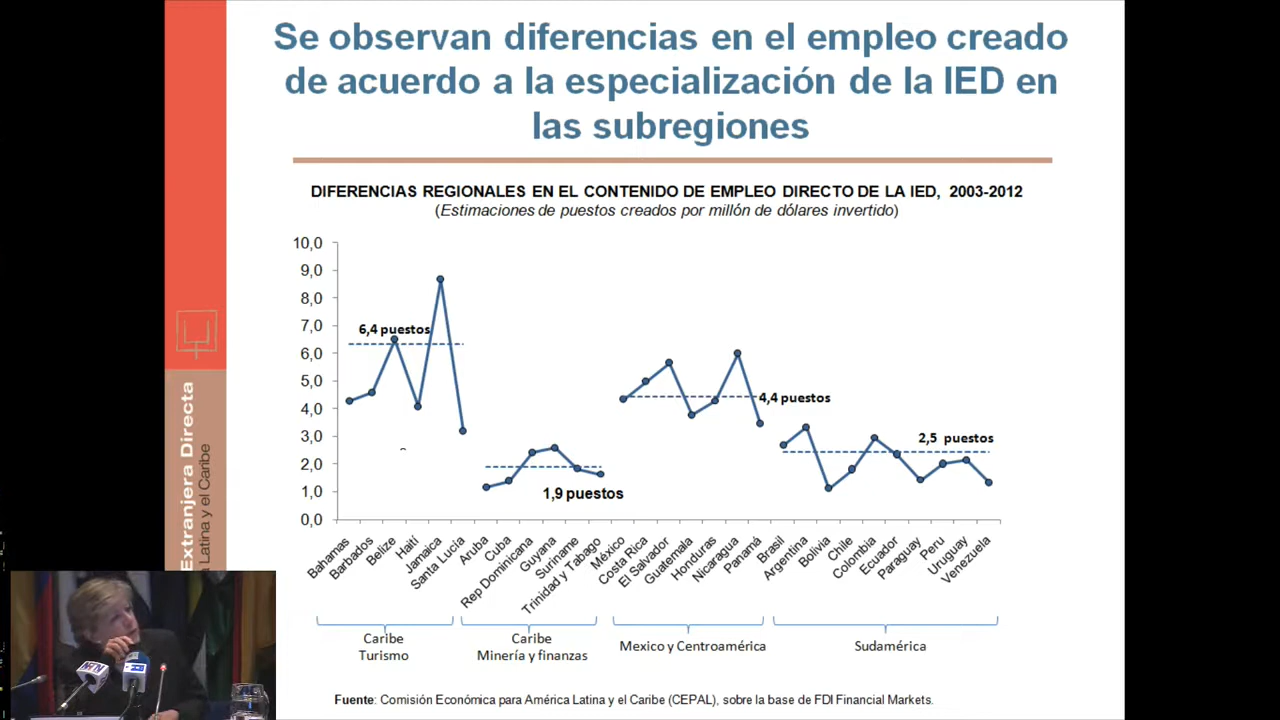 Se observan diferencias en el empleo creado
de acuerdo a la especialización de la IED en
las subregiones
DIFERENCIAS REGIONALES EN EL CONTENIDO DE EMPLEO DIRECTO DE LA IED, 2003-2012
(Estimaciones de puestos creados por millón de dólares invertido)
10,0
9,0
8,0
7,0
6,0
5,0
4,0
3,0
2,0
1,0
0,0
6,4 puestos
1,9 puestos
4,4 puestos
2,5 puestos
Bahamas
Barbados
Belize
Haití
Jamaica
Santa Lucía
Aruba
Cuba
Rep Dominicana
Guyana
Suriname
Trinidad y Tabago
México
Costa Rica
El Salvador
Guatemala
Honduras
Nicaragua
Panamá
Brasil
Argentina
Bolivia
Chile
Colombia
Ecuador
Paraguay
Peru
Uruguay
Venezuela
Caribe
Turismo
Caribe
Minería y finanzas
Mexico y Centroamérica
Sudamérica
Fuente: Comisión Económica para América Latina y el Caribe (CEPAL), sobre la base de FDI Financial Markets.
Extranjera Directa
Latina y el Caribe